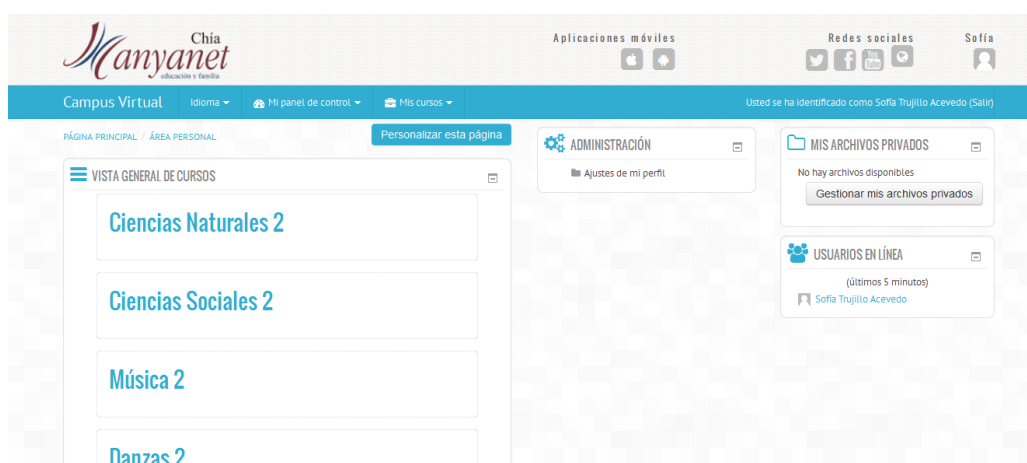 Chía
Hanyanet
educación y familia
Aplicaciones móviles
Redes sociales
You Tube
Sofía
Campus Virtual
Idioma
Mi panel de control
Mis cursos
Usted se ha identificado como Sofía Trujillo Acevedo (Salir)
PÁGINA PRINCIPAL / ÁREA PERSONAL
Personalizar esta página
VISTA GENERAL DE CURSOS
Ciencias Naturales 2
Ciencias Sociales 2
Música 2
Danzas 2
ADMINISTRACIÓN
Ajustes de mi perfil
MIS ARCHIVOS PRIVADOS
No hay archivos disponibles
Gestionar mis archivos privados
USUARIOS EN LÍNEA
(últimos 5 minutos)
Sofía Trujillo Acevedo